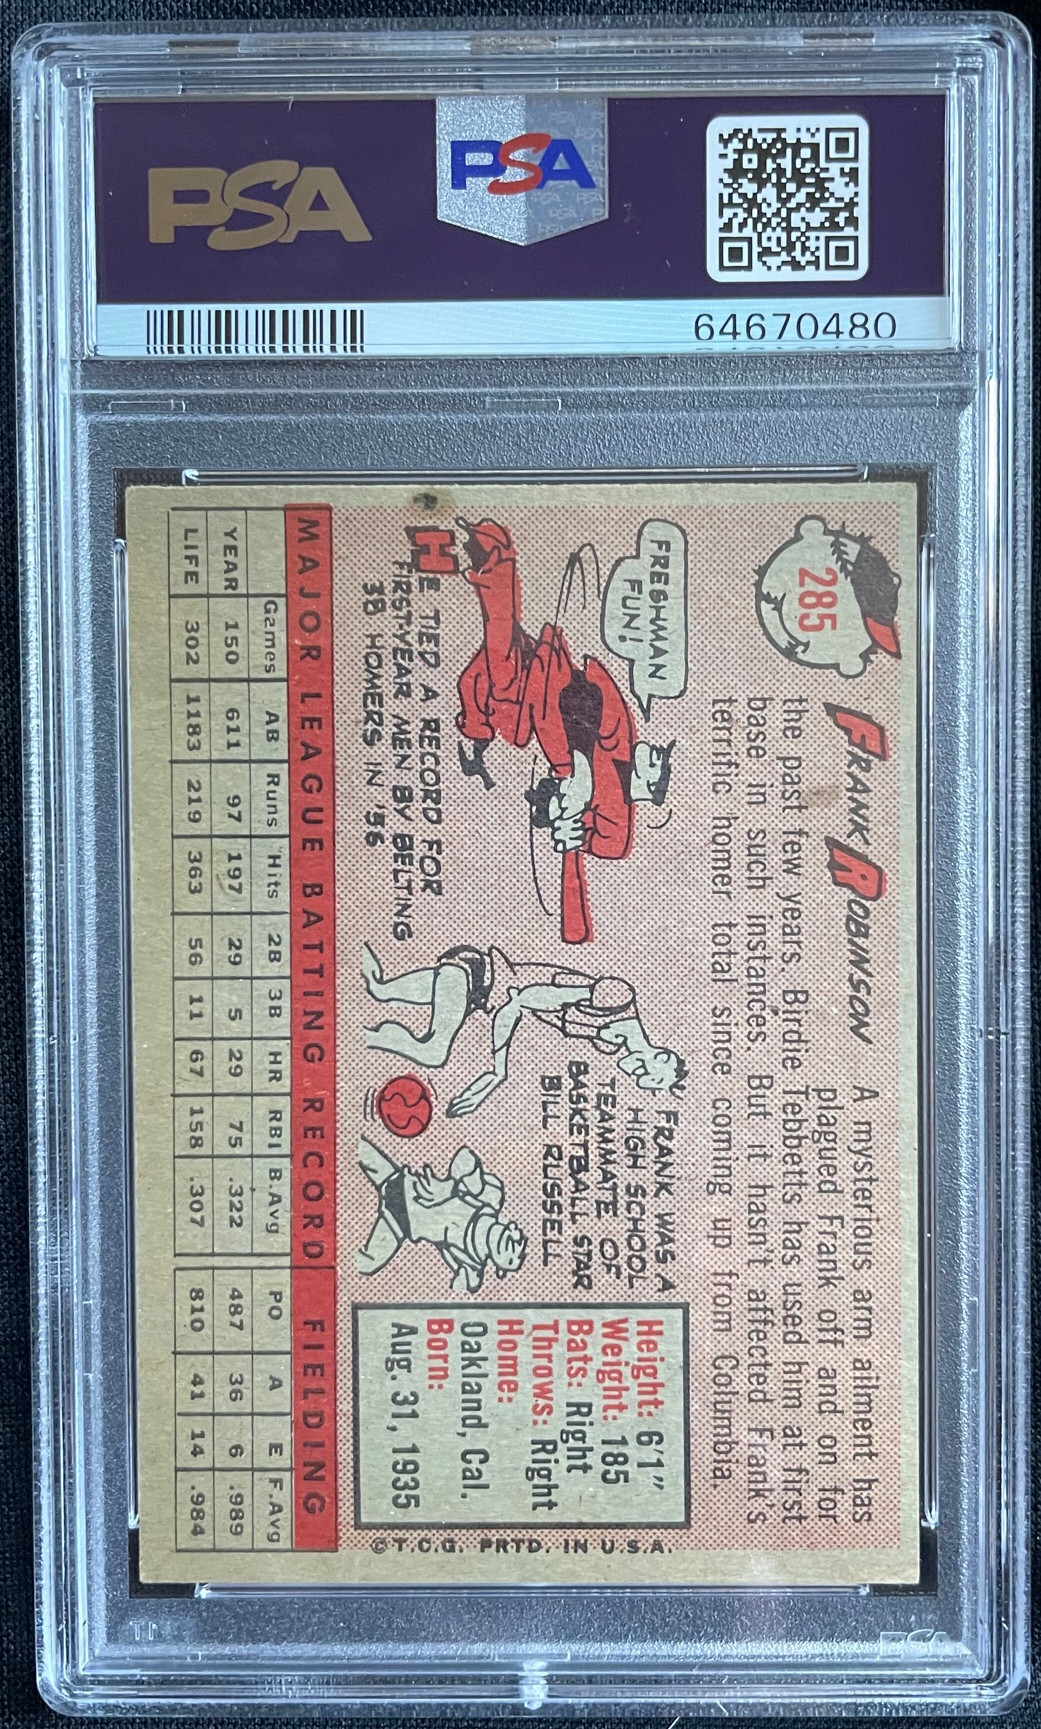 PSA
PSA
64670480
285
FRANK ROBINSON
A mysterious arm ailment has
plagued Frank off and on for
the past few years. Birdie Tebbetts has used him at first
base in such instances. But it hasn't affected Frank's
terrific homer total since coming up from Columbia.
FRESHMAN
FUN!
HE TIED A RECORD FOR
FIRST-YEAR MEN BY BELTING
38 HOMERS IN '56
FRANK WAS A
HIGH SCHOOL
TEAMMATE OF
BASKETBALL STAR
BILL RUSSELL
Height: 6'1"
Weight: 185
Bats: Right
Throws: Right
Home:
Oakland, Cal.
Born:
Aug. 31, 1935
© T.C.G. PRTD. IN U.S.A.
MAJOR LEAGUE BATTING RECORD FIELDING
Games AB Runs Hits 2B 3B HR RBI B.Avg PO A E F.Avg
YEAR 150 611 97 197 29 5 29 75 .322 487 36 6 .989
LIFE 302 1183 219 363 56 11 67 158 .307 810 41 14 .984
PSA